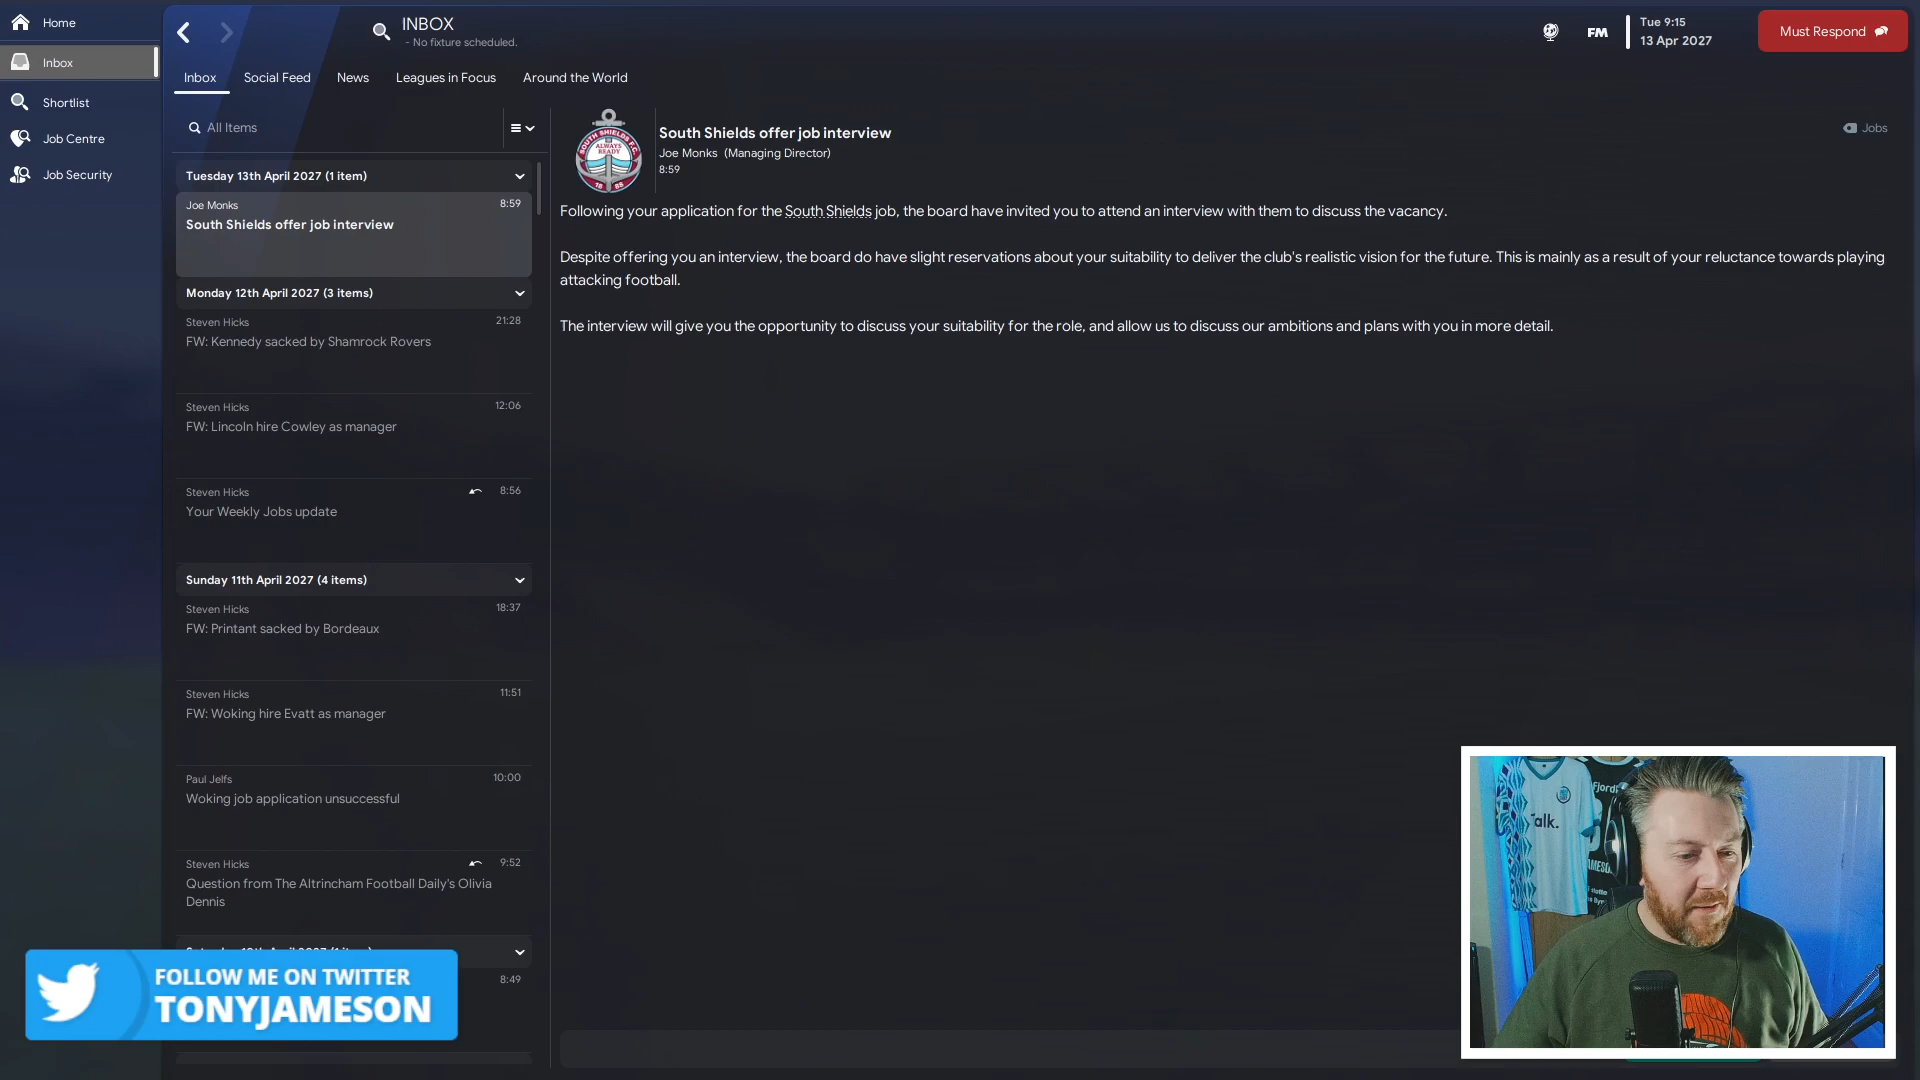 Home
Inbox
Shortlist
Job Centre
Job Security
INBOX
- No fixture scheduled.
FM
Tue 9:15
13 Apr 2027
Must Respond
Inbox
Social Feed
News
Leagues in Focus
Around the World
All Items
Tuesday 13th April 2027 (1 item)
Joe Monks
8:59
South Shields offer job interview
Monday 12th April 2027 (3 items)
Steven Hicks
21:28
FW: Kennedy sacked by Shamrock Rovers
Steven Hicks
12:06
FW: Lincoln hire Cowley as manager
Steven Hicks
8:56
Your Weekly Jobs update
Sunday 11th April 2027 (4 items)
Steven Hicks
18:37
FW: Printant sacked by Bordeaux
Steven Hicks
11:51
FW: Woking hire Evatt as manager
Paul Jelfs
10:00
Woking job application unsuccessful
Steven Hicks
9:52
Question from The Altrincham Football Daily's Olivia
Dennis
8:49
FOLLOW ME ON TWITTER
TONYJAMESON
SOUTH SHIELDS F.C.
ALWAYS
READY
South Shields offer job interview
Joe Monks (Managing Director)
8:59
Jobs
Following your application for the South Shields job, the board have invited you to attend an interview with them to discuss the vacancy.
Despite offering you an interview, the board do have slight reservations about your suitability to deliver the club's realistic vision for the future. This is mainly as a result of your reluctance towards playing
attacking football.
The interview will give you the opportunity to discuss your suitability for the role, and allow us to discuss our ambitions and plans with you in more detail.